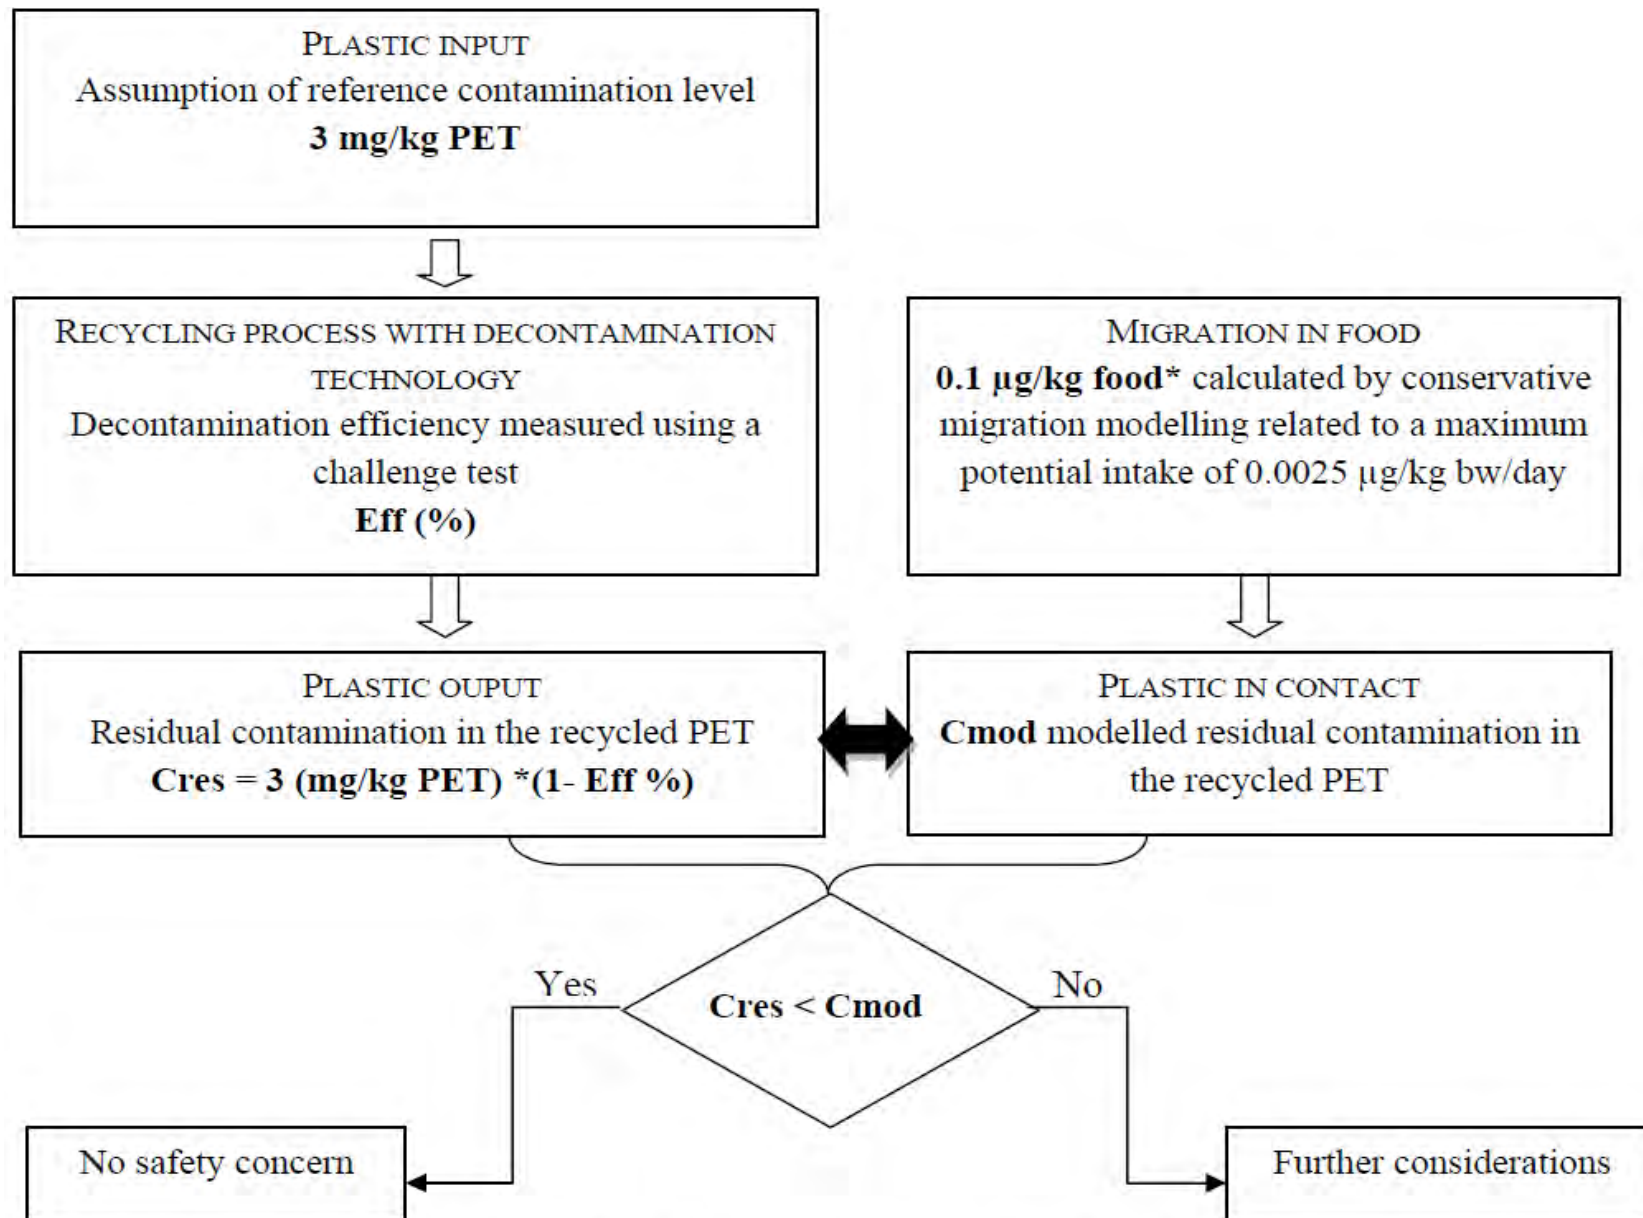 PLASTIC INPUT
Assumption of reference contamination level
3 mg/kg PET
RECYCLING PROCESS WITH DECONTAMINATION
TECHNOLOGY
Decontamination efficiency measured using a
challenge test
Eff (%)
MIGRATION IN FOOD
0.1 µg/kg food* calculated by conservative
migration modelling related to a maximum
potential intake of 0.0025 µg/kg bw/day
PLASTIC OUPUT
Residual contamination in the recycled PET
Cres = 3 (mg/kg PET) *(1- Eff %)
PLASTIC IN CONTACT
Cmod modelled residual contamination in
the recycled PET
Yes
Cres < Cmod
No
No safety concern
Further considerations